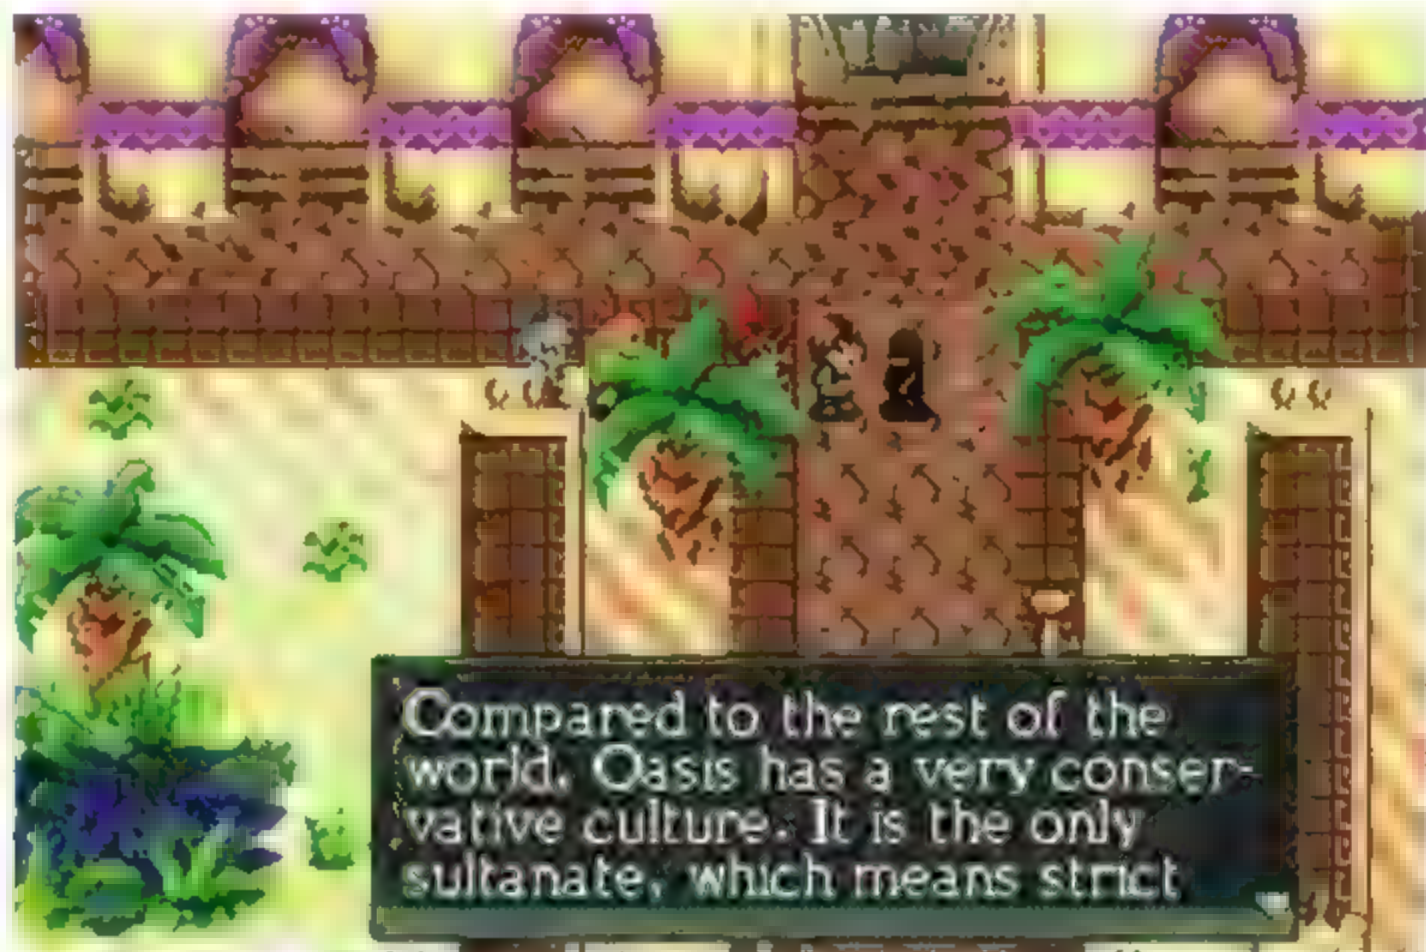 Compared to the rest of the
world, Oasis has a very conser-
vative culture. It is the only
sultanate, which means strict